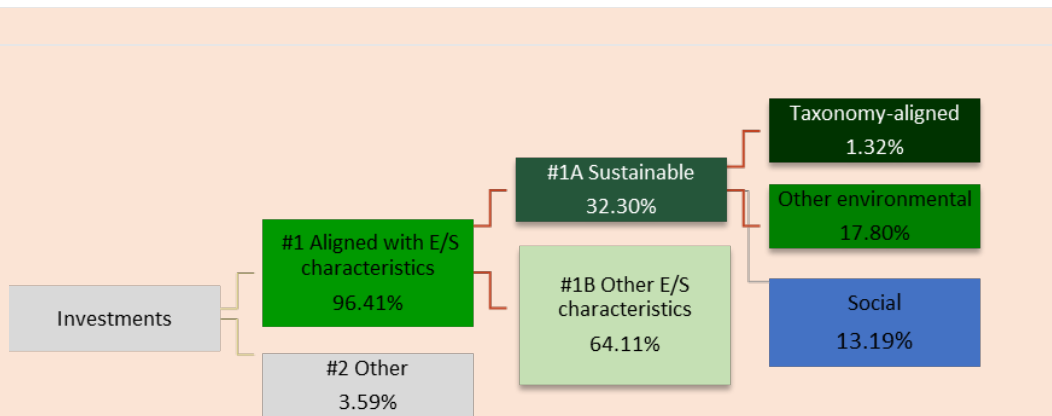 Investments
#1 Aligned with E/S
characteristics
96.41%
#2 Other
3.59%
#1A Sustainable
32.30%
#1B Other E/S
characteristics
64.11%
Taxonomy-aligned
1.32%
Other environmental
17.80%
Social
13.19%